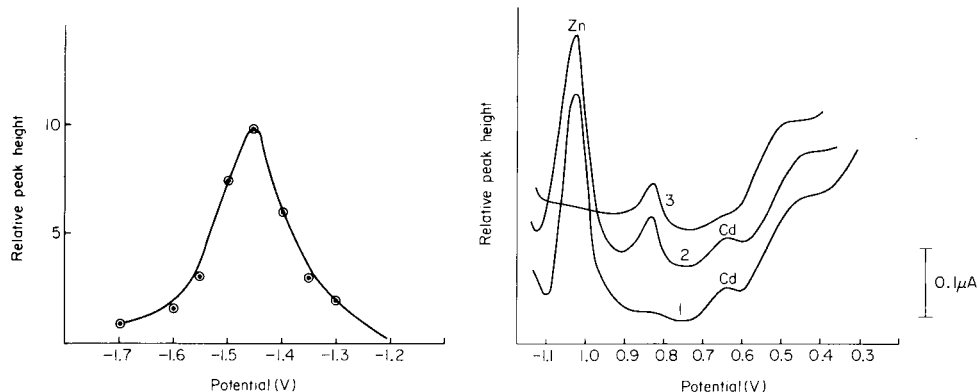 Relative peak height
10
5
-1.7 -1.6 -1.5 -1.4 -1.3 -1.2
Potential (V)
Relative peak height
Zn
3
Cd
2
Cd
1
0.1μA
-1.1 1.0 0.9 0.8 0.7 0.6 0.5 0.4 0.3
Potential (V)